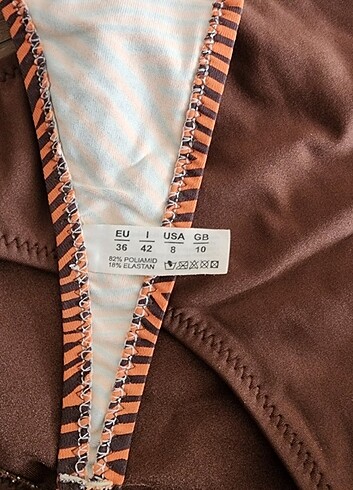 EU I USA GB
36 42 8 10
82% POLIAMID
18% ELASTAN